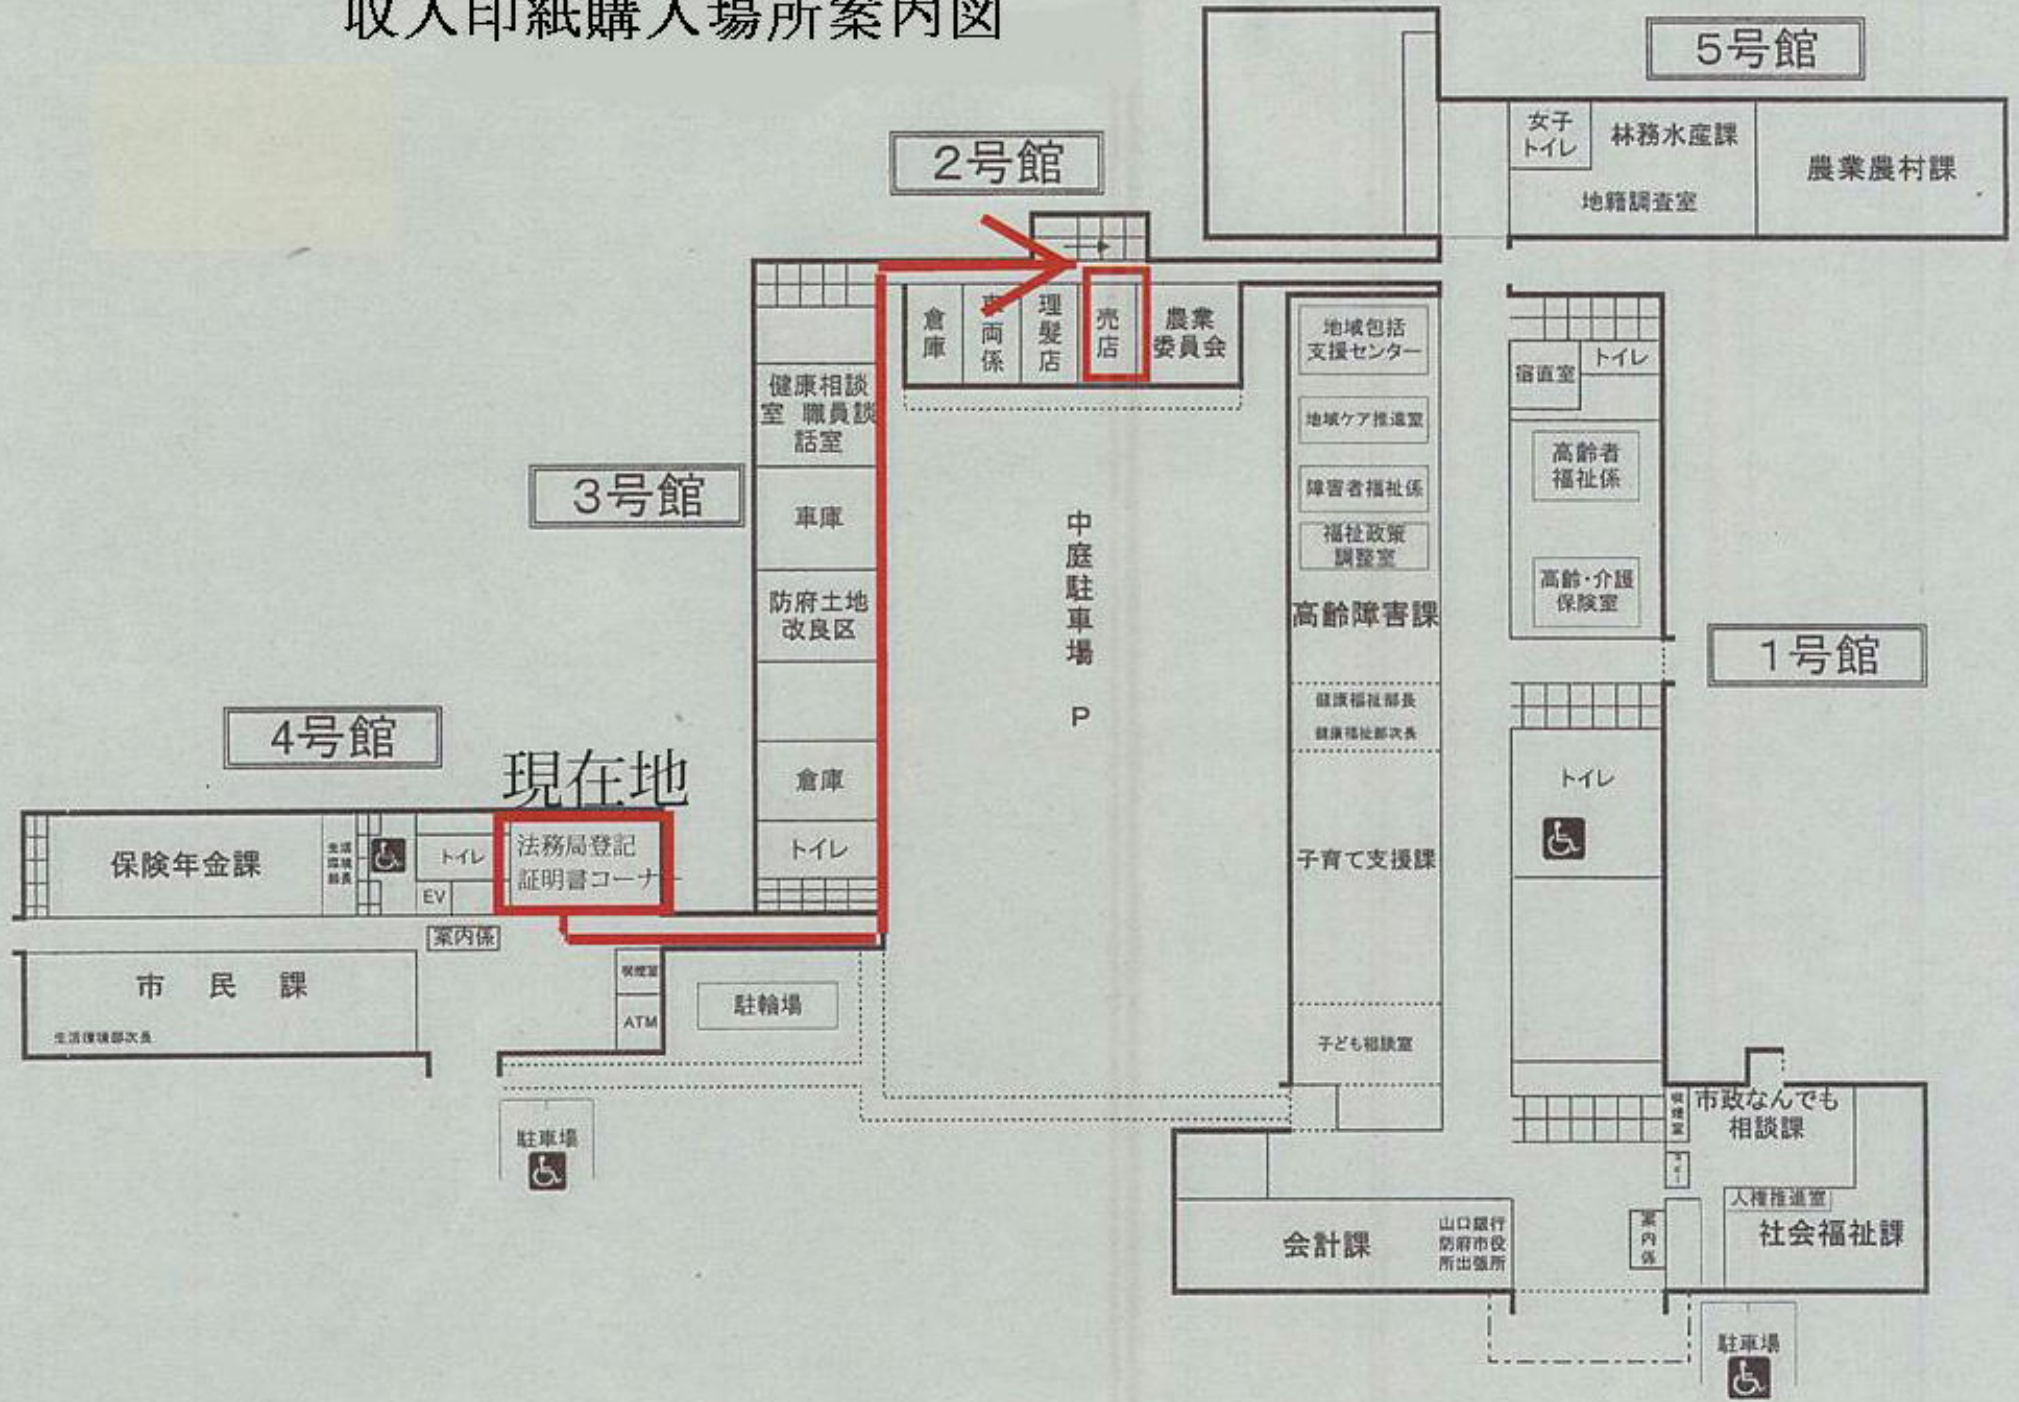 収入印紙購入場所案内図
5号館
女子
トイレ
林務水産課
地籍調査室
農業農村課
2号館
倉庫
車両係
理髪店
売店
農業
委員会
健康相談
室 職員談
話室
3号館
車庫
防府土地
改良区
倉庫
トイレ
中庭駐車場 P
地域包括
支援センター
地域ケア推進室
障害者福祉係
福祉政策
調整室
高齢障害課
健康福祉部長
健康福祉部次長
子育て支援課
子ども相談室
宿直室
トイレ
高齢者
福祉係
高齢・介護
保険室
1号館
トイレ
4号館
現在地
保険年金課
生活
環境
部長
トイレ
EV
法務局登記
証明書コーナー
案内係
市民課
生活環境部次長
喫煙室
ATM
駐輪場
駐車場
会計課
山口銀行
防府市役
所出張所
案内係
喫煙室
市政なんでも
相談課
人権推進室
社会福祉課
駐車場